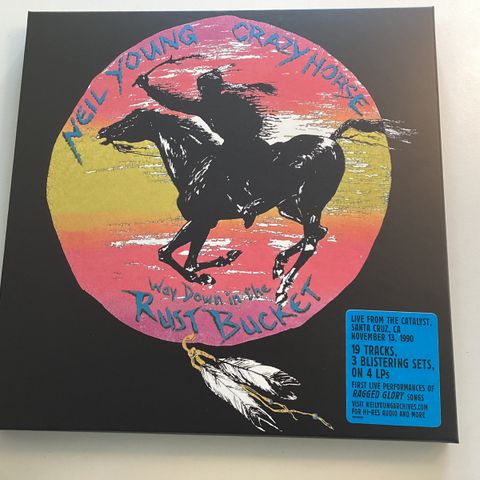 NEIL YOUNG CRAZY HORSE
Way Down in the
RUST BUCKET
LIVE FROM THE CATALYST,
SANTA CRUZ, CA
NOVEMBER 13, 1990
19 TRACKS,
3 BLISTERING SETS,
ON 4 LPs
FIRST LIVE PERFORMANCES OF
RAGGED GLORY SONGS
VISIT NEILYOUNGARCHIVES.COM
FOR HI-RES AUDIO AND MORE